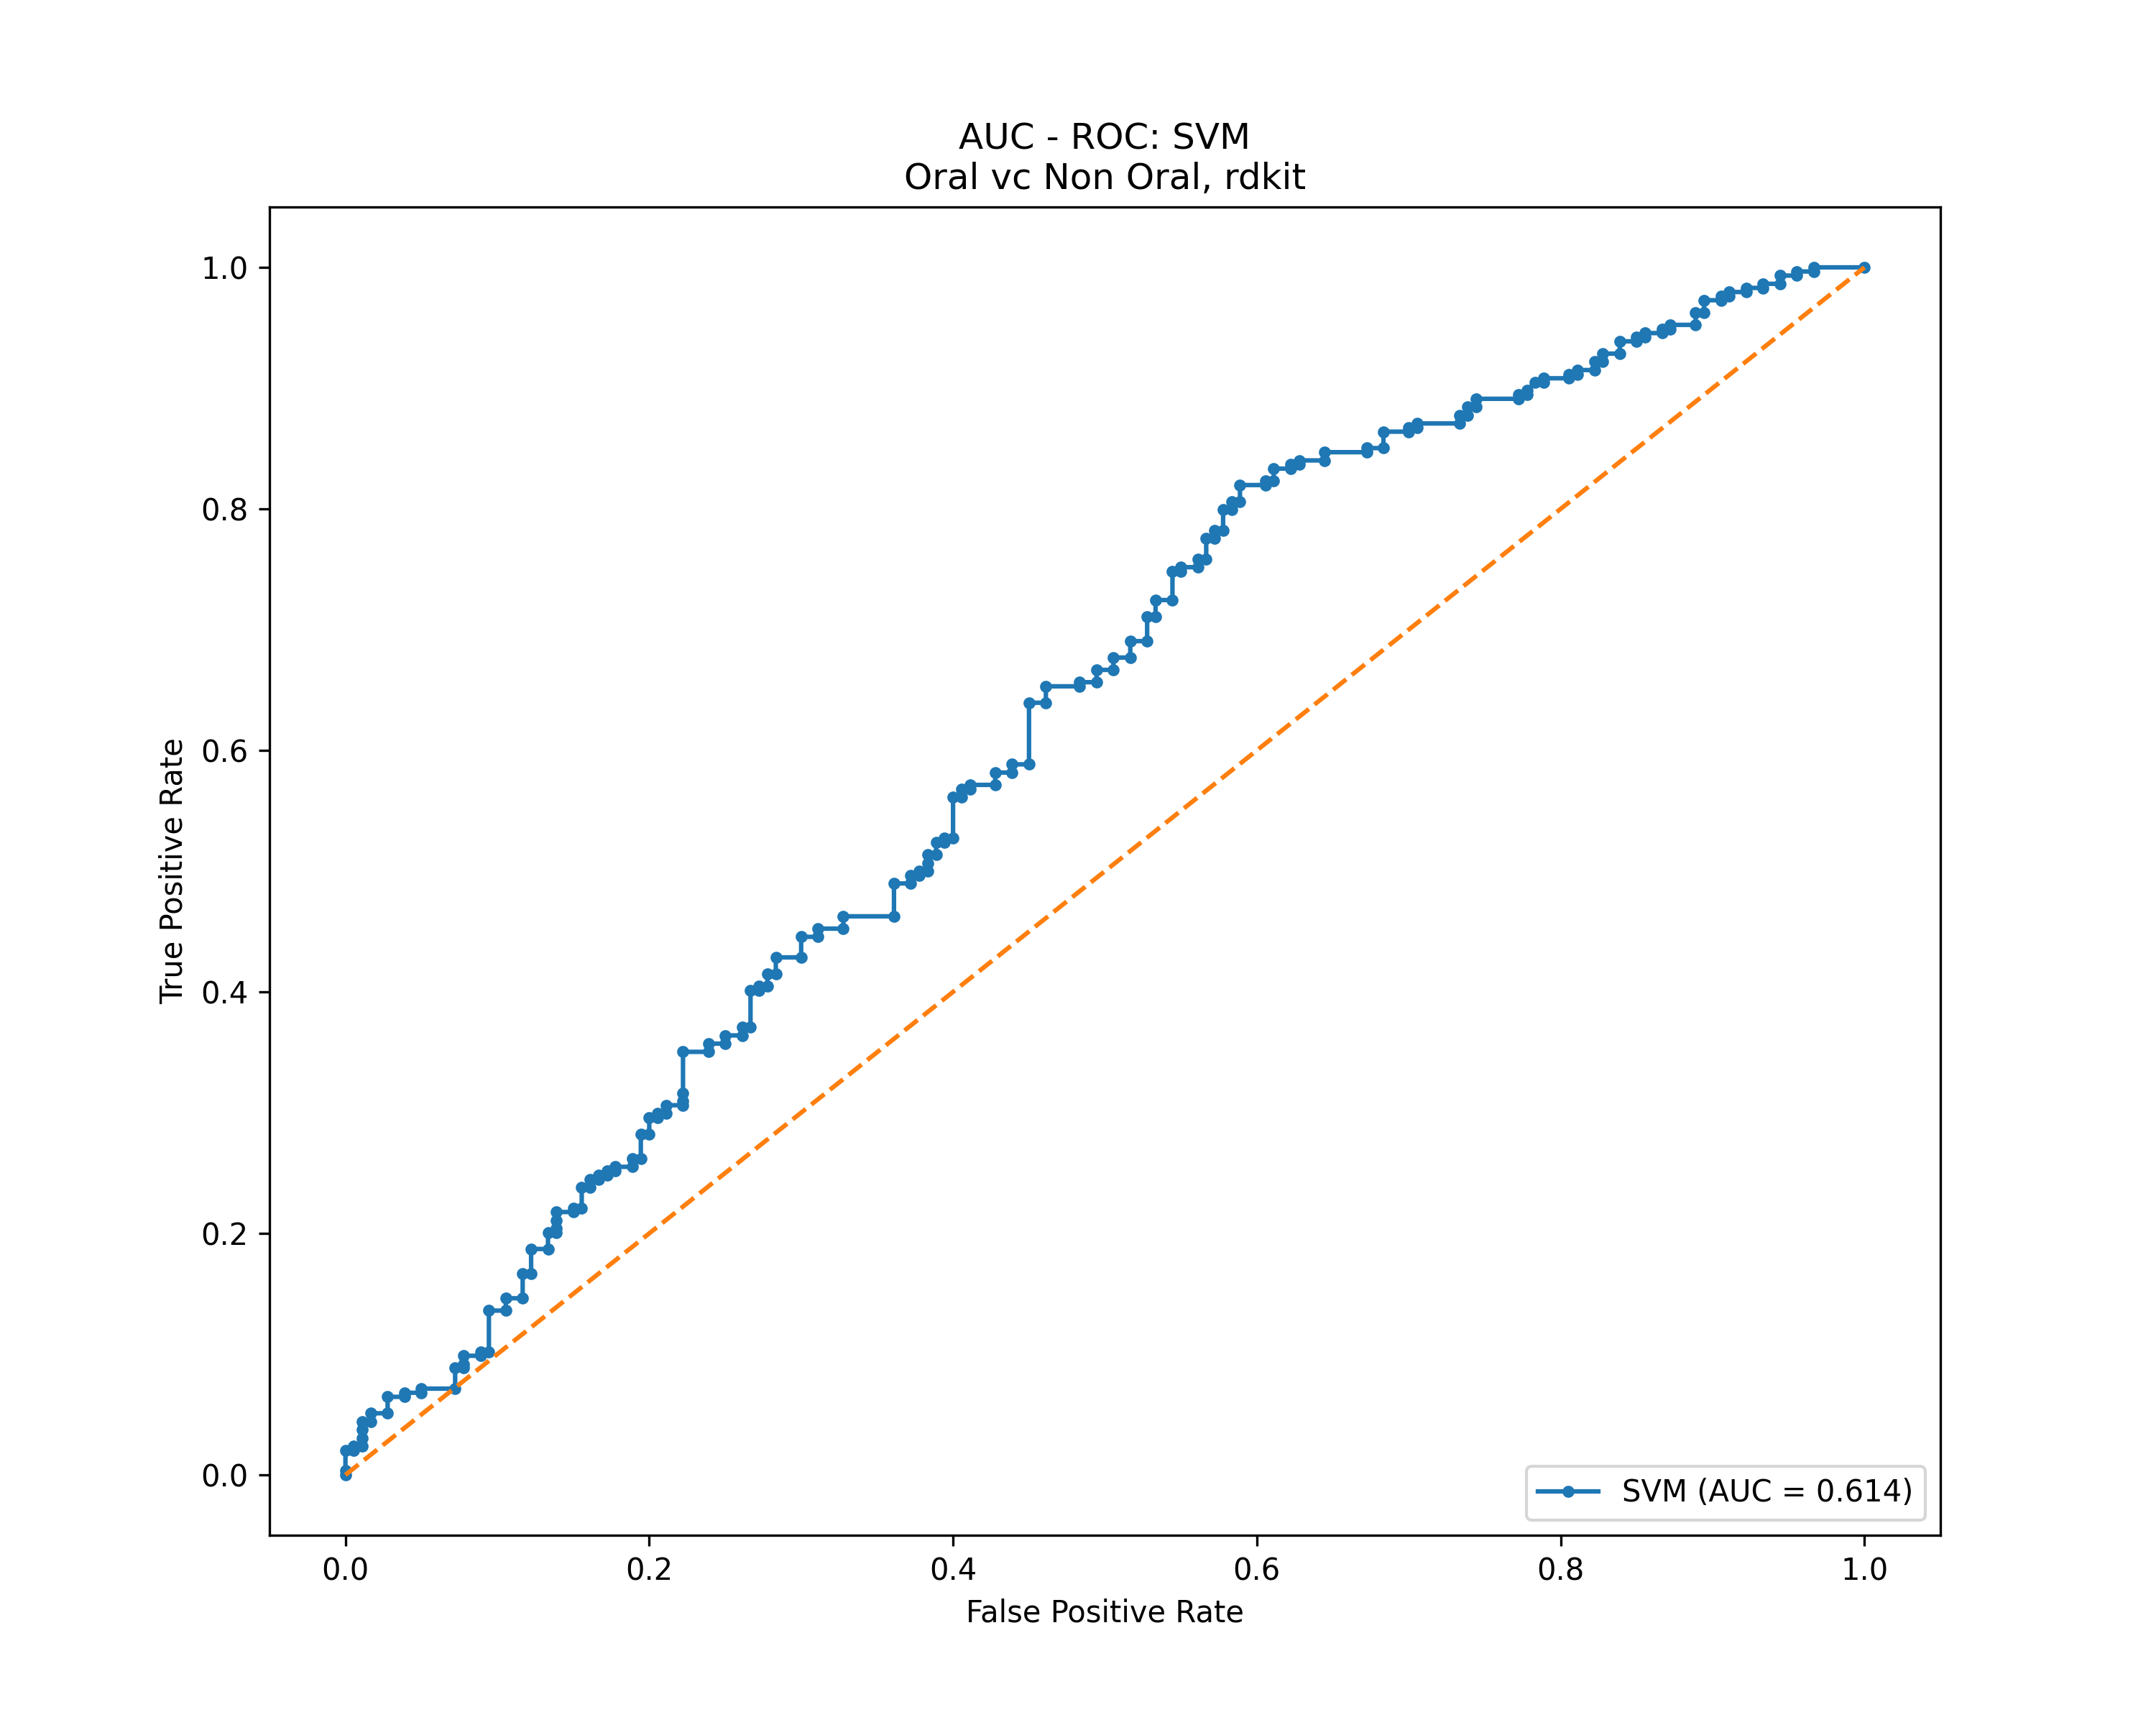 AUC - ROC: SVM
Oral vc Non Oral, rdkit
1.0
0.8
0.6
0.4
0.2
0.0
True Positive Rate
SVM (AUC = 0.614)
0.0 0.2 0.4 0.6 0.8 1.0
False Positive Rate